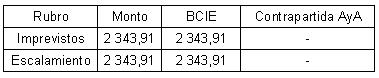 Rubro Monto BCIE Contrapartida AyA
Imprevistos 2 343,91 2 343,91 -
Escalamiento 2 343,91 2 343,91 -